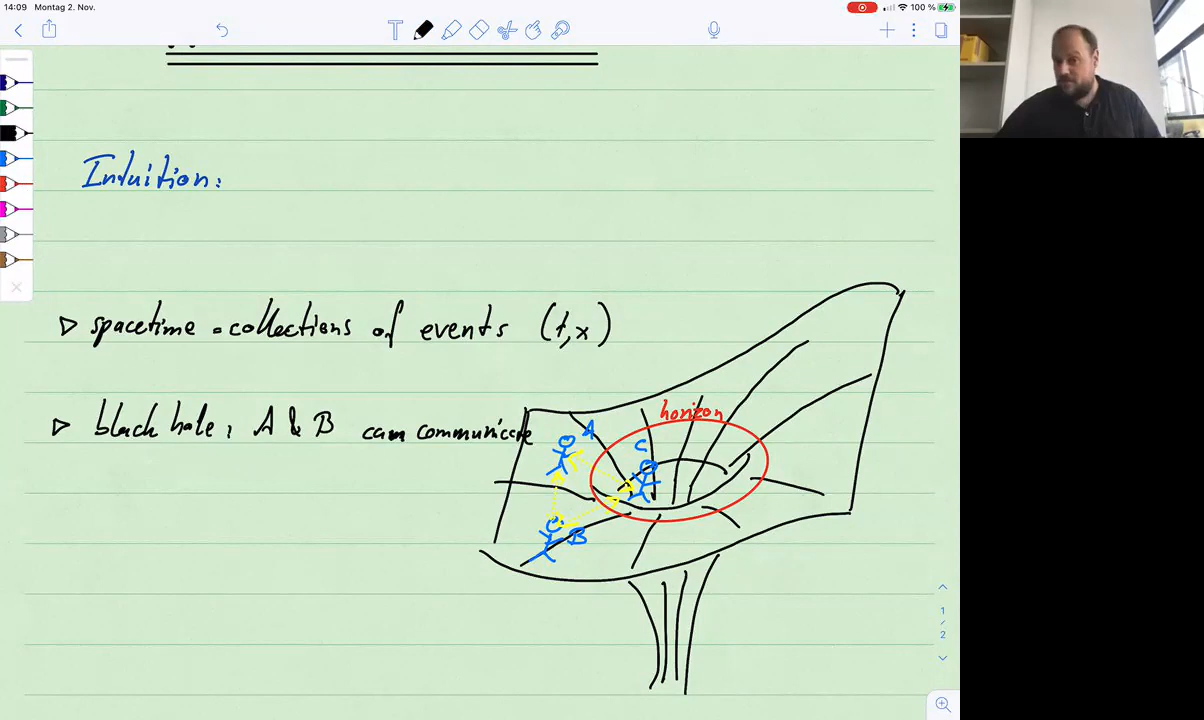 14:09 Montag 2. Nov.
100 %
Intuition:
▷ spacetime = collections of events (t,x)
horizon
▷ black hole: A & B can communicate
A
C
B
1
/
2